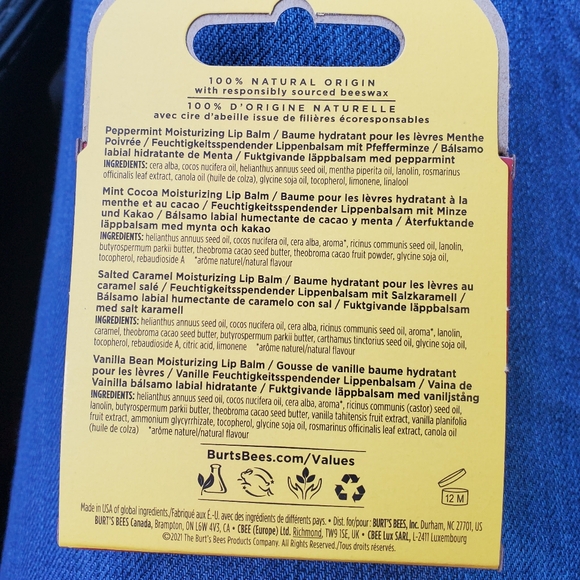 100% NATURAL ORIGIN
with responsibly sourced beeswax
100% D'ORIGINE NATURELLE
avec cire d'abeille issue de filières écoresponsables
Peppermint Moisturizing Lip Balm / Baume hydratant pour les lèvres Menthe
Poivrée / Feuchtigkeitsspendender Lippenbalsam mit Pfefferminze / Bálsamo
labial hidratante de Menta / Fuktgivande läppbalsam med pepparmint
INGREDIENTS: cera alba, cocos nucifera oil, helianthus annuus seed oil, mentha piperita oil, lanolin, rosmarinus
officinalis leaf extract, canola oil (huile de colza), glycine soja oil, tocopherol, limonene, linalool
Mint Cocoa Moisturizing Lip Balm / Baume pour les lèvres hydratant à la
menthe et au cacao / Feuchtigkeitsspendender Lippenbalsam mit Minze
und Kakao / Bálsamo labial humectante de cacao y menta / Återfuktande
läppbalsam med mynta och kakao
INGREDIENTS: helianthus annuus seed oil, cocos nucifera oil, cera alba, aroma*, ricinus communis seed oil, lanolin,
butyrospermum parkii butter, theobroma cacao seed butter, theobroma cacao fruit powder, glycine soja oil,
tocopherol, rebaudioside A *arôme naturel/natural flavour
Salted Caramel Moisturizing Lip Balm / Baume hydratant pour les lèvres au
caramel salé / Feuchtigkeitsspendender Lippenbalsam mit Salzkaramell /
Bálsamo labial humectante de caramelo con sal / Fuktgivande läppbalsam
med salt karamell
INGREDIENTS: helianthus annuus seed oil, cocos nucifera oil, cera alba, ricinus communis seed oil, aroma*, lanolin,
caramel, theobroma cacao seed butter, butyrospermum parkii butter, carthamus tinctorius seed oil, glycine soja oil,
tocopherol, rebaudioside A, citric acid, limonene *arôme naturel/natural flavour
Vanilla Bean Moisturizing Lip Balm / Gousse de vanille baume hydratant
pour les lèvres / Vanille Feuchtigkeitsspendender Lippenbalsam / Vaina de
Vainilla bálsamo labial hidratante / Fuktgivande läppbalsam med vaniljstång
INGREDIENTS: helianthus annuus seed oil, cocos nucifera oil, cera alba, aroma*, ricinus communis (castor) seed oil,
lanolin, butyrospermum parkii butter, theobroma cacao seed butter, vanilla tahitensis fruit extract, vanilla planifolia
fruit extract, ammonium glycyrrhizate, tocopherol, glycine soja oil, rosmarinus officinalis leaf extract, canola oil
(huile de colza) *arôme naturel/natural flavour
BurtsBees.com/Values
12 M
Made in USA of global ingredients./Fabriqué aux É.-U. avec des ingrédients de différents pays. • Dist. for/pour: BURT'S BEES, Inc. Durham, NC 27701, US
BURT'S BEES Canada, Brampton, ON L6W 4V3, CA • CBEE (Europe) Ltd. Richmond, TW9 1SE, UK • CBEE Lux SARL, L-2411 Luxembourg
©2021 The Burt's Bees Products Company. All Rights Reserved./Tous droits réservés.